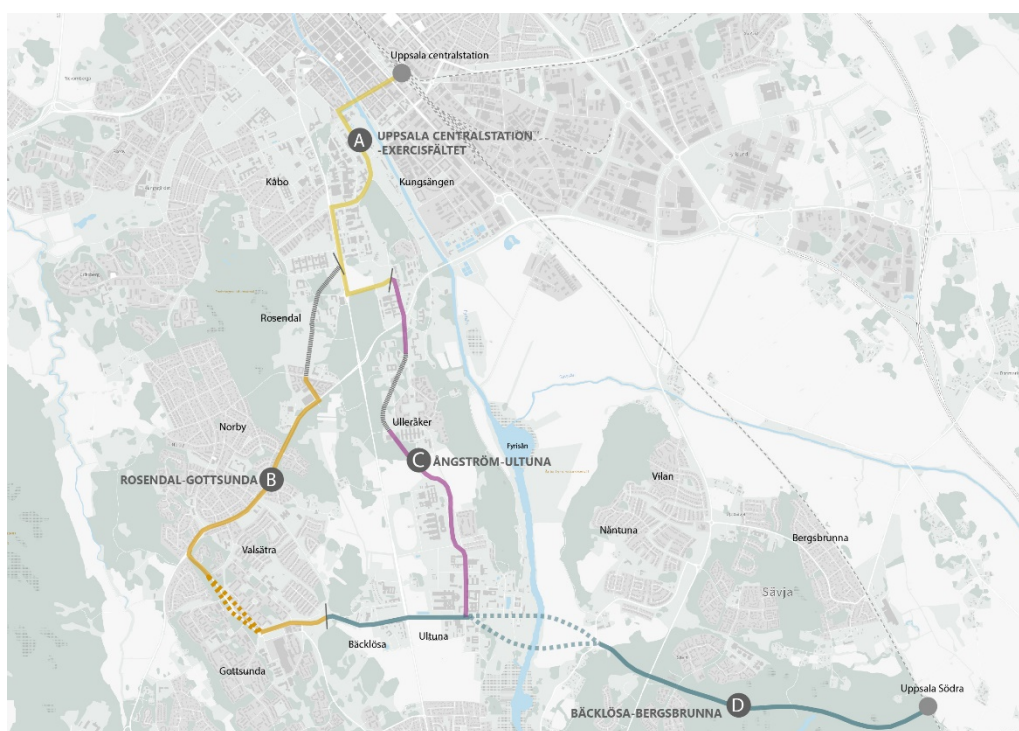 Uppsala centralstation
A
UPPSALA CENTRALSTATION
-EXERCISFÄLTET
Kåbo
Kungsängen
Rosendal
Ulleråker
Norby
Fyrisån
C
ÅNGSTRÖM-ULTUNA
ROSENDAL-GOTTSUNDA
B
Vilan
Näntuna
Bergsbrunna
Valsätra
Sävja
Bäcklösa
Ultuna
Gottsunda
Uppsala Södra
BÄCKLÖSA-BERGSBRUNNA
D